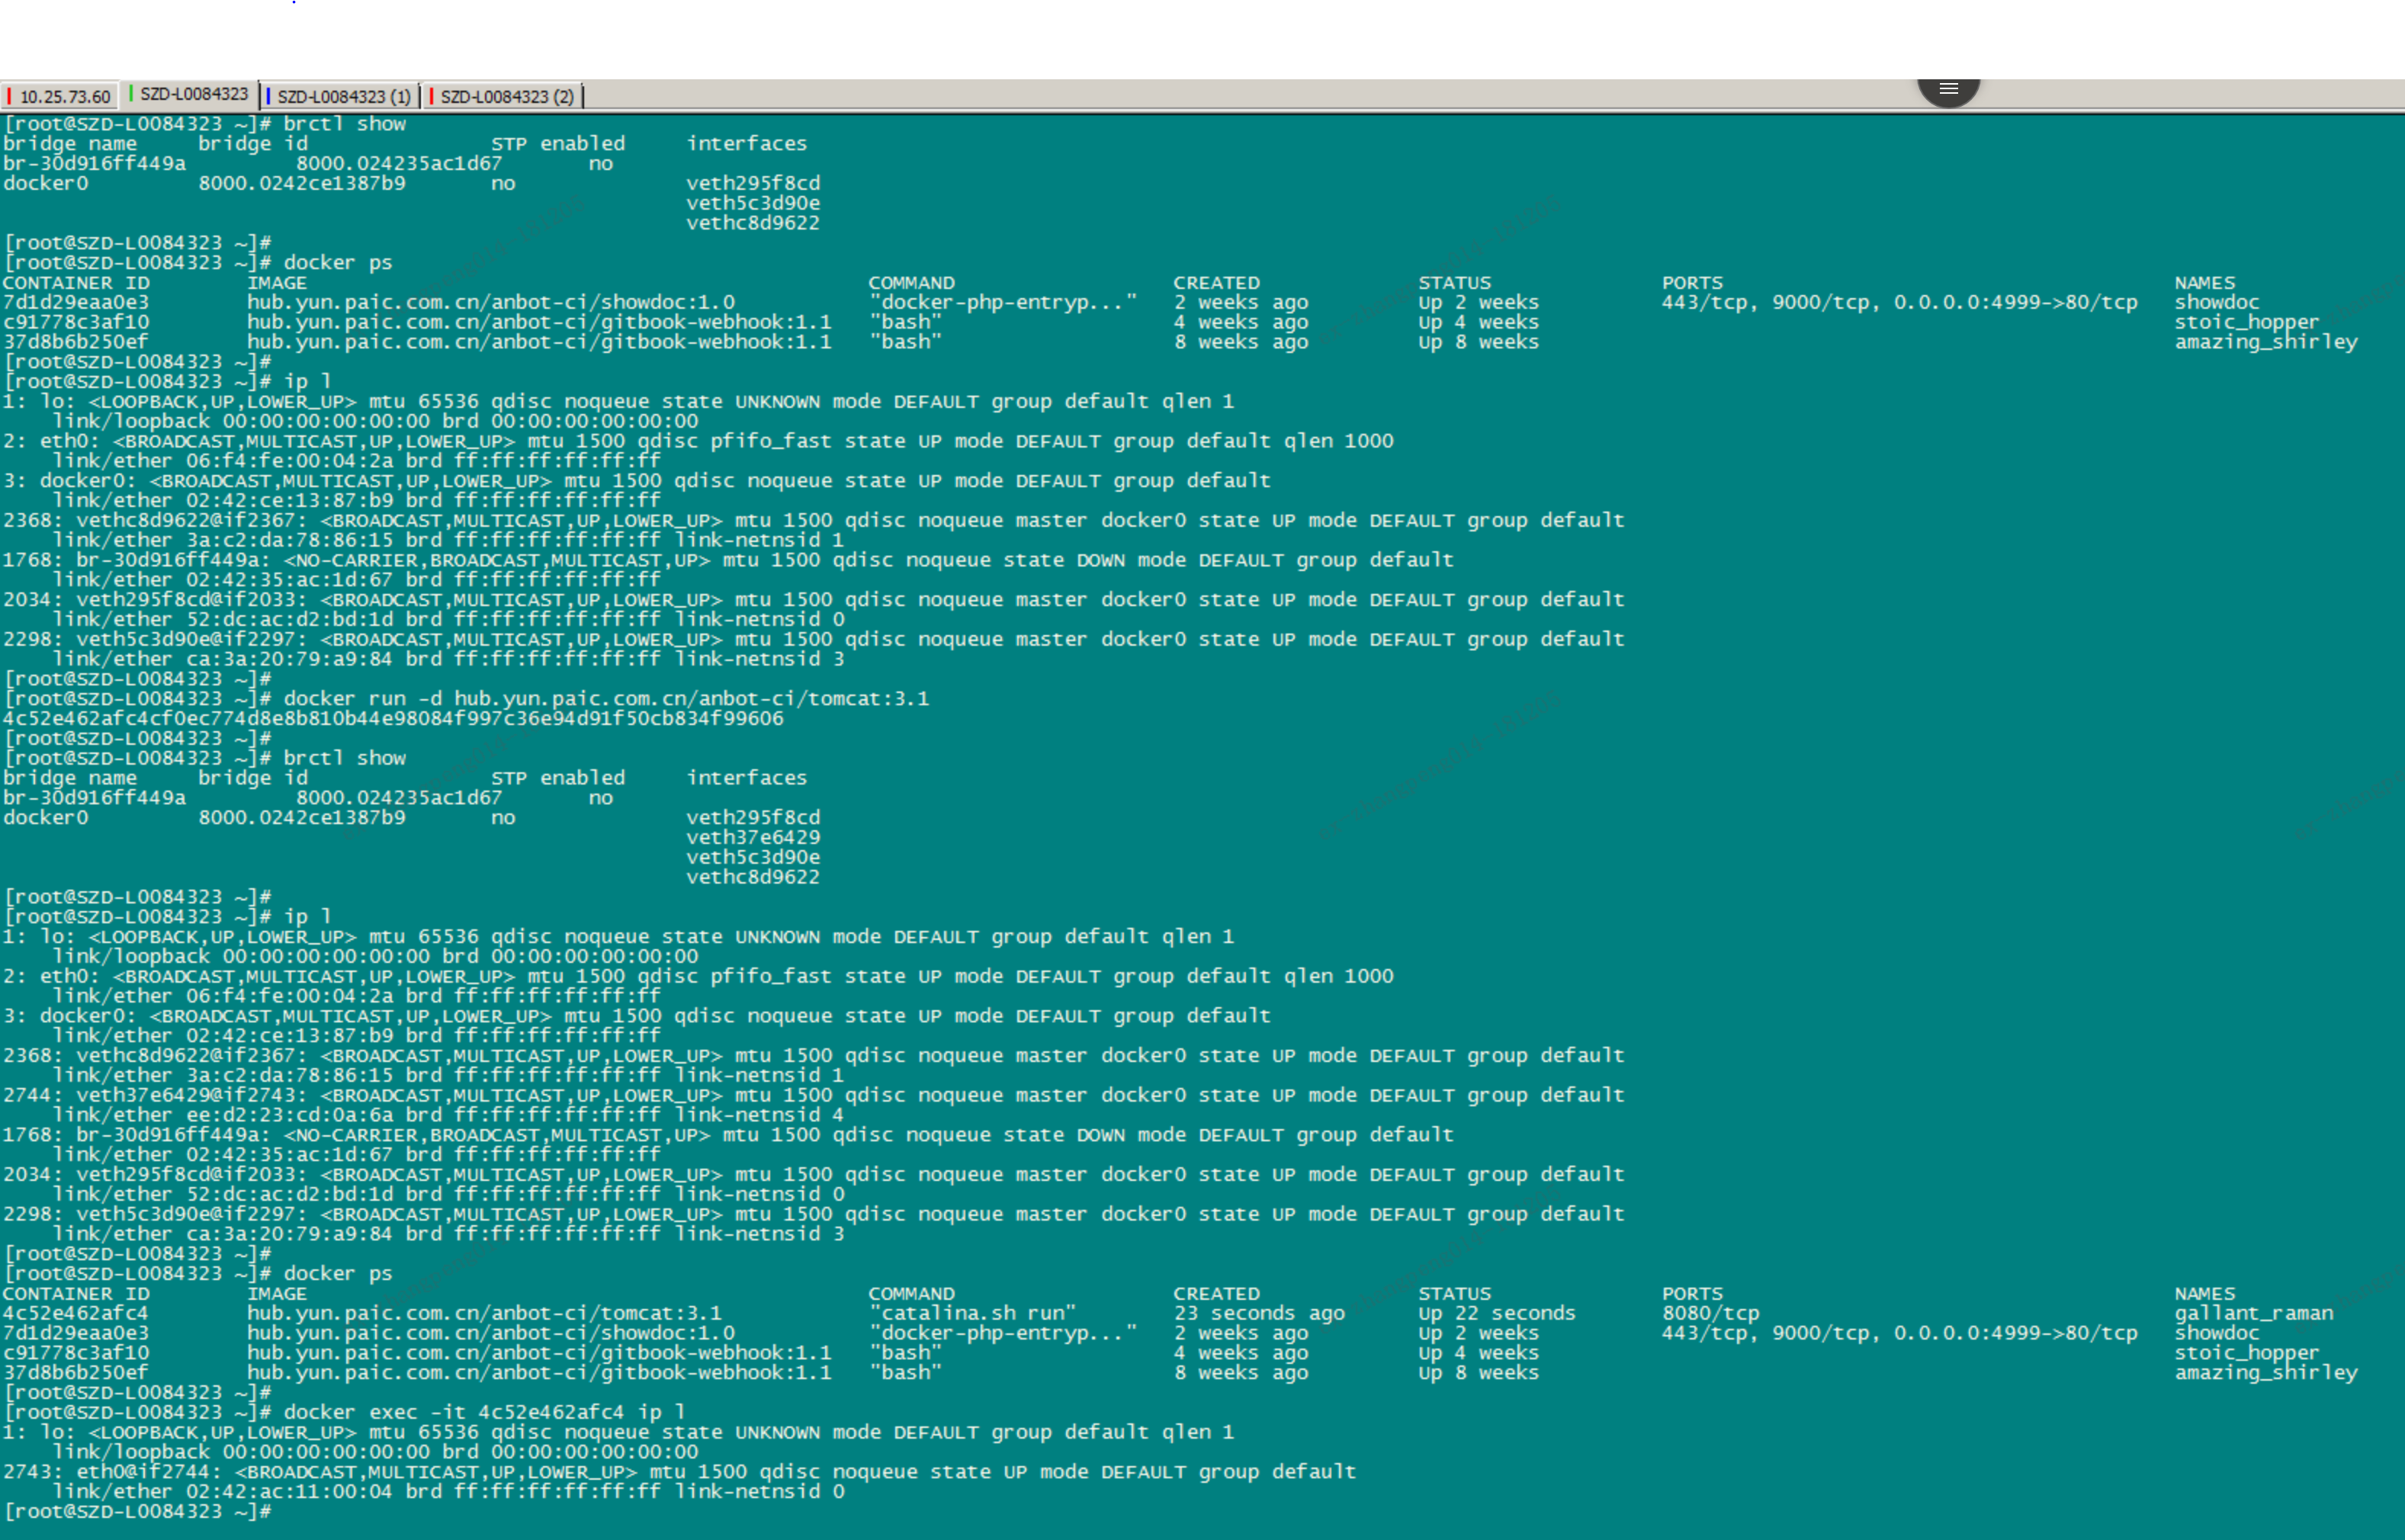 10.25.73.60 SZD-L0084323 SZD-L0084323 (1) SZD-L0084323 (2)
[root@SZD-L0084323 ~]# brctl show
bridge name bridge id STP enabled interfaces
br-30d916ff449a 8000.024235ac1d67 no
docker0 8000.0242ce1387b9 no veth295f8cd
veth5c3d90e
vethc8d9622
[root@SZD-L0084323 ~]#
[root@SZD-L0084323 ~]# docker ps
CONTAINER ID IMAGE COMMAND CREATED STATUS PORTS NAMES
7d1d29eaa0e3 hub.yun.paic.com.cn/anbot-ci/showdoc:1.0 "docker-php-entryp..." 2 weeks ago Up 2 weeks 443/tcp, 9000/tcp, 0.0.0.0:4999->80/tcp showdoc
c91778c3af10 hub.yun.paic.com.cn/anbot-ci/gitbook-webhook:1.1 "bash" 4 weeks ago Up 4 weeks stoic_hopper
37d8b6b250ef hub.yun.paic.com.cn/anbot-ci/gitbook-webhook:1.1 "bash" 8 weeks ago Up 8 weeks amazing_shirley
[root@SZD-L0084323 ~]#
[root@SZD-L0084323 ~]# ip l
1: lo: <LOOPBACK,UP,LOWER_UP> mtu 65536 qdisc noqueue state UNKNOWN mode DEFAULT group default qlen 1
link/loopback 00:00:00:00:00:00 brd 00:00:00:00:00:00
2: eth0: <BROADCAST,MULTICAST,UP,LOWER_UP> mtu 1500 qdisc pfifo_fast state UP mode DEFAULT group default qlen 1000
link/ether 06:f4:fe:00:04:2a brd ff:ff:ff:ff:ff:ff
3: docker0: <BROADCAST,MULTICAST,UP,LOWER_UP> mtu 1500 qdisc noqueue state UP mode DEFAULT group default
link/ether 02:42:ce:13:87:b9 brd ff:ff:ff:ff:ff:ff
2368: vethc8d9622@if2367: <BROADCAST,MULTICAST,UP,LOWER_UP> mtu 1500 qdisc noqueue master docker0 state UP mode DEFAULT group default
link/ether 3a:c2:da:78:86:15 brd ff:ff:ff:ff:ff:ff link-netnsid 1
1768: br-30d916ff449a: <NO-CARRIER,BROADCAST,MULTICAST,UP> mtu 1500 qdisc noqueue state DOWN mode DEFAULT group default
link/ether 02:42:35:ac:1d:67 brd ff:ff:ff:ff:ff:ff
2034: veth295f8cd@if2033: <BROADCAST,MULTICAST,UP,LOWER_UP> mtu 1500 qdisc noqueue master docker0 state UP mode DEFAULT group default
link/ether 52:dc:ac:d2:bd:1d brd ff:ff:ff:ff:ff:ff link-netnsid 0
2298: veth5c3d90e@if2297: <BROADCAST,MULTICAST,UP,LOWER_UP> mtu 1500 qdisc noqueue master docker0 state UP mode DEFAULT group default
link/ether ca:3a:20:79:a9:84 brd ff:ff:ff:ff:ff:ff link-netnsid 3
[root@SZD-L0084323 ~]#
[root@SZD-L0084323 ~]# docker run -d hub.yun.paic.com.cn/anbot-ci/tomcat:3.1
4c52e462afc4cf0ec774d8e8b810b44e98084f997c36e94d91f50cb834f99606
[root@SZD-L0084323 ~]#
[root@SZD-L0084323 ~]# brctl show
bridge name bridge id STP enabled interfaces
br-30d916ff449a 8000.024235ac1d67 no
docker0 8000.0242ce1387b9 no veth295f8cd
veth37e6429
veth5c3d90e
vethc8d9622
[root@SZD-L0084323 ~]#
[root@SZD-L0084323 ~]# ip l
1: lo: <LOOPBACK,UP,LOWER_UP> mtu 65536 qdisc noqueue state UNKNOWN mode DEFAULT group default qlen 1
link/loopback 00:00:00:00:00:00 brd 00:00:00:00:00:00
2: eth0: <BROADCAST,MULTICAST,UP,LOWER_UP> mtu 1500 qdisc pfifo_fast state UP mode DEFAULT group default qlen 1000
link/ether 06:f4:fe:00:04:2a brd ff:ff:ff:ff:ff:ff
3: docker0: <BROADCAST,MULTICAST,UP,LOWER_UP> mtu 1500 qdisc noqueue state UP mode DEFAULT group default
link/ether 02:42:ce:13:87:b9 brd ff:ff:ff:ff:ff:ff
2368: vethc8d9622@if2367: <BROADCAST,MULTICAST,UP,LOWER_UP> mtu 1500 qdisc noqueue master docker0 state UP mode DEFAULT group default
link/ether 3a:c2:da:78:86:15 brd ff:ff:ff:ff:ff:ff link-netnsid 1
2744: veth37e6429@if2743: <BROADCAST,MULTICAST,UP,LOWER_UP> mtu 1500 qdisc noqueue master docker0 state UP mode DEFAULT group default
link/ether ee:d2:23:cd:0a:6a brd ff:ff:ff:ff:ff:ff link-netnsid 4
1768: br-30d916ff449a: <NO-CARRIER,BROADCAST,MULTICAST,UP> mtu 1500 qdisc noqueue state DOWN mode DEFAULT group default
link/ether 02:42:35:ac:1d:67 brd ff:ff:ff:ff:ff:ff
2034: veth295f8cd@if2033: <BROADCAST,MULTICAST,UP,LOWER_UP> mtu 1500 qdisc noqueue master docker0 state UP mode DEFAULT group default
link/ether 52:dc:ac:d2:bd:1d brd ff:ff:ff:ff:ff:ff link-netnsid 0
2298: veth5c3d90e@if2297: <BROADCAST,MULTICAST,UP,LOWER_UP> mtu 1500 qdisc noqueue master docker0 state UP mode DEFAULT group default
link/ether ca:3a:20:79:a9:84 brd ff:ff:ff:ff:ff:ff link-netnsid 3
[root@SZD-L0084323 ~]#
[root@SZD-L0084323 ~]# docker ps
CONTAINER ID IMAGE COMMAND CREATED STATUS PORTS NAMES
4c52e462afc4 hub.yun.paic.com.cn/anbot-ci/tomcat:3.1 "catalina.sh run" 23 seconds ago Up 22 seconds 8080/tcp gallant_raman
7d1d29eaa0e3 hub.yun.paic.com.cn/anbot-ci/showdoc:1.0 "docker-php-entryp..." 2 weeks ago Up 2 weeks 443/tcp, 9000/tcp, 0.0.0.0:4999->80/tcp showdoc
c91778c3af10 hub.yun.paic.com.cn/anbot-ci/gitbook-webhook:1.1 "bash" 4 weeks ago Up 4 weeks stoic_hopper
37d8b6b250ef hub.yun.paic.com.cn/anbot-ci/gitbook-webhook:1.1 "bash" 8 weeks ago Up 8 weeks amazing_shirley
[root@SZD-L0084323 ~]#
[root@SZD-L0084323 ~]# docker exec -it 4c52e462afc4 ip l
1: lo: <LOOPBACK,UP,LOWER_UP> mtu 65536 qdisc noqueue state UNKNOWN mode DEFAULT group default qlen 1
link/loopback 00:00:00:00:00:00 brd 00:00:00:00:00:00
2743: eth0@if2744: <BROADCAST,MULTICAST,UP,LOWER_UP> mtu 1500 qdisc noqueue state UP mode DEFAULT group default
link/ether 02:42:ac:11:00:04 brd ff:ff:ff:ff:ff:ff link-netnsid 0
[root@SZD-L0084323 ~]#